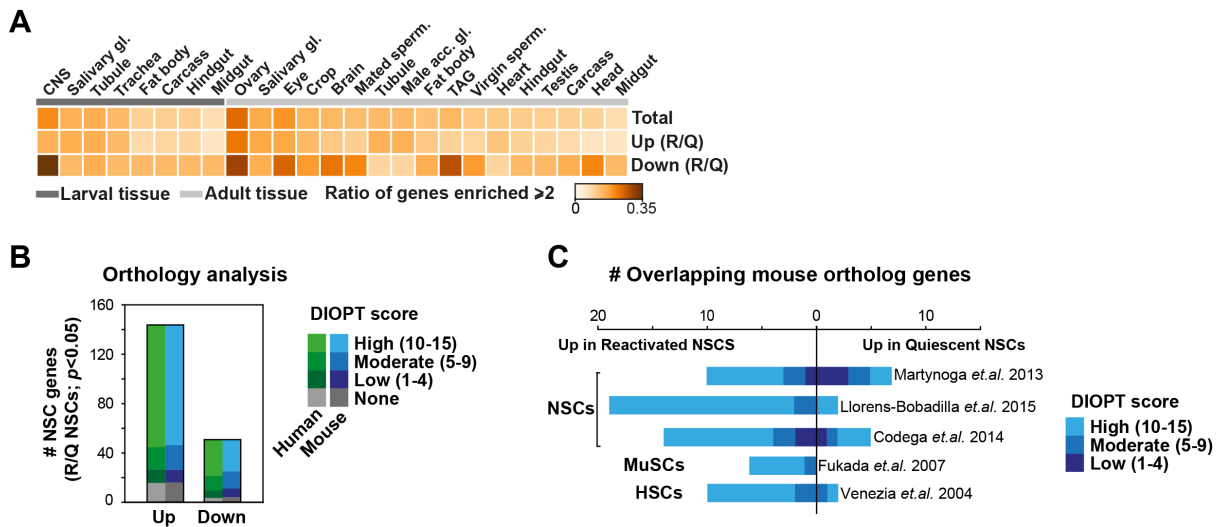 A
CNS
Salivary gl.
Tubule
Trachea
Fat body
Carcass
Hindgut
Midgut
Ovary
Salivary gl.
Eye
Crop
Brain
Mated sperm.
Tubule
Male acc. gl.
Fat body
TAG
Virgin sperm.
Heart
Hindgut
Testis
Carcass
Head
Midgut
Total
Up (R/Q)
Down (R/Q)
Larval tissue
Adult tissue
Ratio of genes enriched ⩾2
0
0.35
B
Orthology analysis
# NSC genes
(R/Q NSCs; p<0.05)
160
120
80
40
0
Up
Down
DIOPT score
High (10-15)
Moderate (5-9)
Low (1-4)
None
Human
Mouse
C
# Overlapping mouse ortholog genes
20
10
0
10
Up in Reactivated NSCS
Up in Quiescent NSCs
NSCs
Martynoga et.al. 2013
Llorens-Bobadilla et.al. 2015
Codega et.al. 2014
MuSCs
Fukada et.al. 2007
HSCs
Venezia et.al. 2004
DIOPT score
High (10-15)
Moderate (5-9)
Low (1-4)